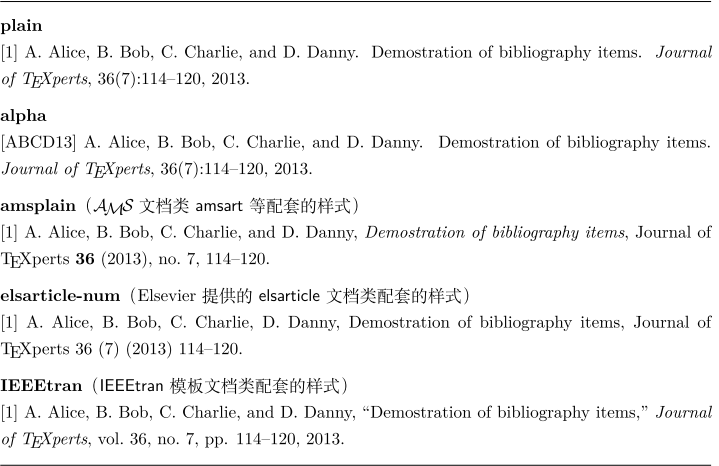 plain
[1] A. Alice, B. Bob, C. Charlie, and D. Danny. Demostration of bibliography items. Journal
of TEXperts, 36(7):114–120, 2013.
alpha
[ABCD13] A. Alice, B. Bob, C. Charlie, and D. Danny. Demostration of bibliography items.
Journal of TEXperts, 36(7):114–120, 2013.
amsplain（AMS 文档类 amsart 等配套的样式）
[1] A. Alice, B. Bob, C. Charlie, and D. Danny, Demostration of bibliography items, Journal of
TEXperts 36 (2013), no. 7, 114–120.
elsarticle-num（Elsevier 提供的 elsarticle 文档类配套的样式）
[1] A. Alice, B. Bob, C. Charlie, D. Danny, Demostration of bibliography items, Journal of
TEXperts 36 (7) (2013) 114–120.
IEEEtran（IEEEtran 模板文档类配套的样式）
[1] A. Alice, B. Bob, C. Charlie, and D. Danny, “Demostration of bibliography items,” Journal
of TEXperts, vol. 36, no. 7, pp. 114–120, 2013.